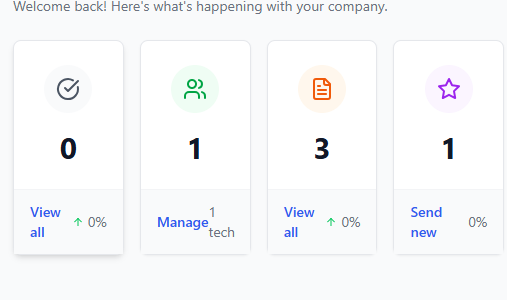 Welcome back! Here's what's happening with your company.
0
1
3
1
View all
0%
Manage
1 tech
View all
0%
Send new
0%